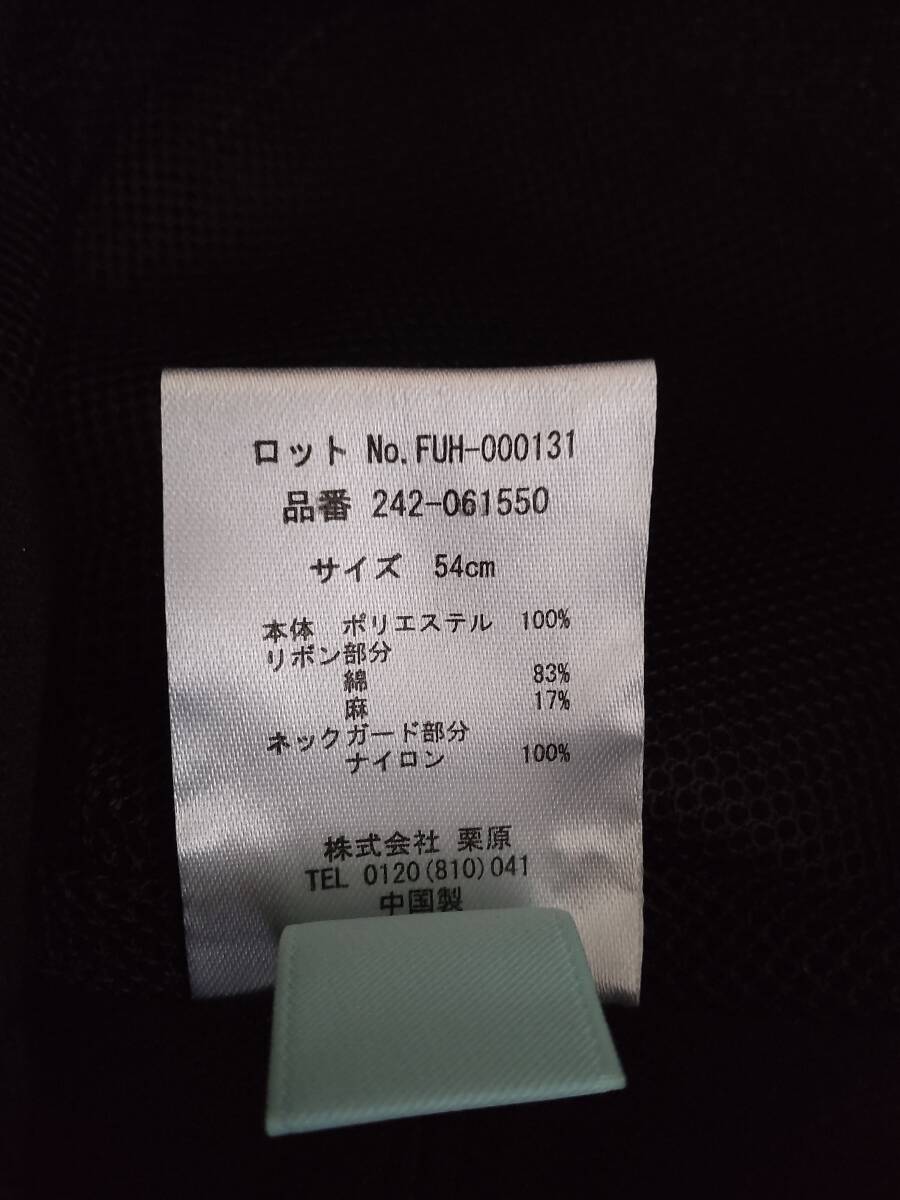 ロット No.FUH-000131
品番 242-061550
サイズ 54cm
本体 ポリエステル 100%
リボン部分
綿 83%
麻 17%
ネックガード部分
ナイロン 100%
株式会社 栗原
TEL 0120(810)041
中国製